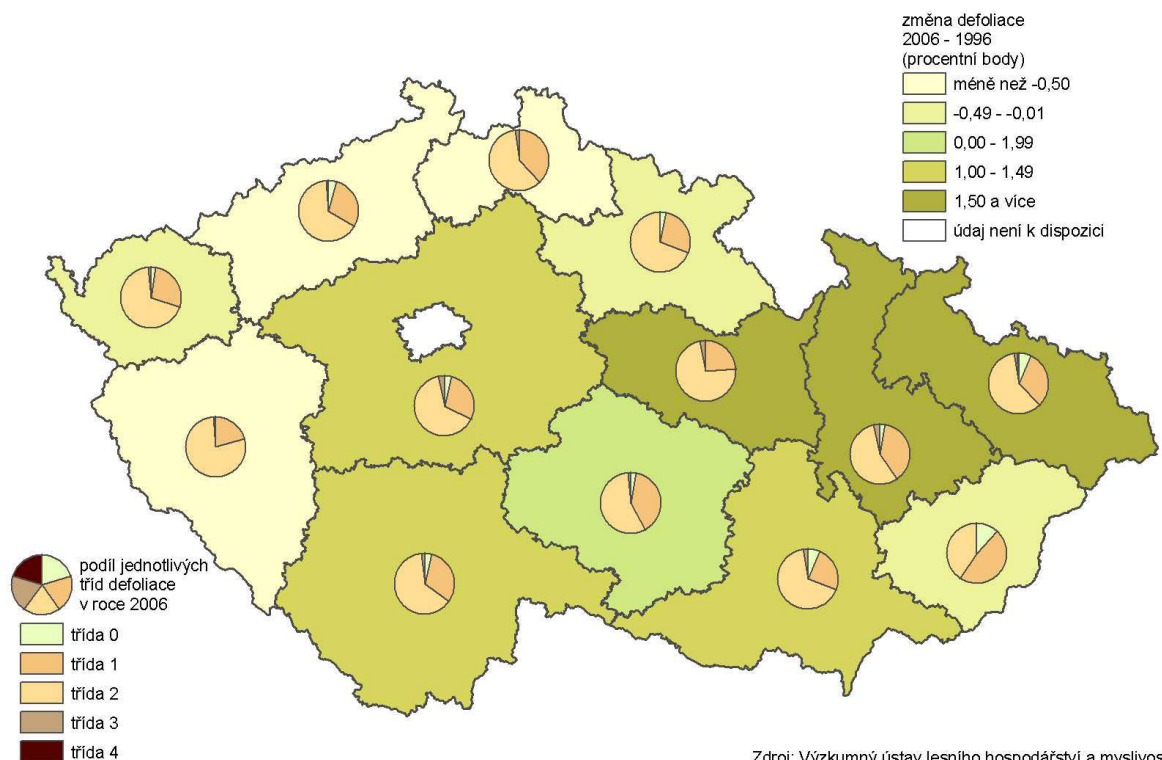 změna defoliace
2006 - 1996
(procentní body)
méně než -0,50
-0,49 - -0,01
0,00 - 1,99
1,00 - 1,49
1,50 a více
údaj není k dispozici
podíl jednotlivých
tříd defoliace
v roce 2006
třída 0
třída 1
třída 2
třída 3
třída 4
Zdroj: Výzkumný ústav lesního hospodářství a myslivos